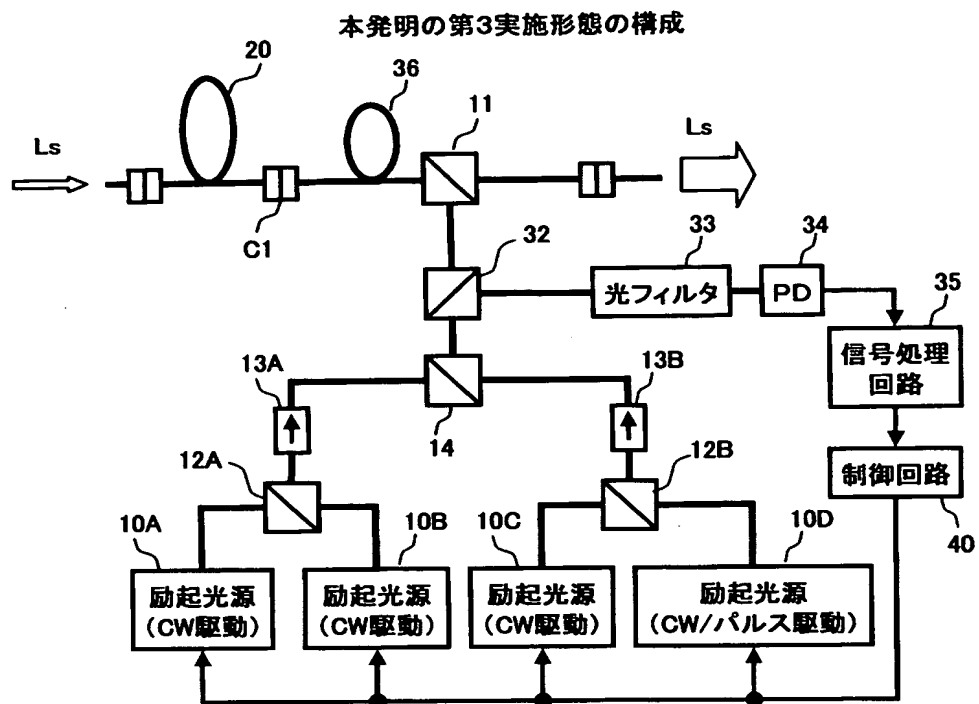 本発明の第3実施形態の構成
20
36
11
Ls
Ls
C1
32
33
34
光フィルタ
PD
35
信号処理
回路
13A
13B
14
12A
12B
制御回路
40
10A
10B
10C
10D
励起光源
(CW駆動)
励起光源
(CW駆動)
励起光源
(CW駆動)
励起光源
(CW/パルス駆動)